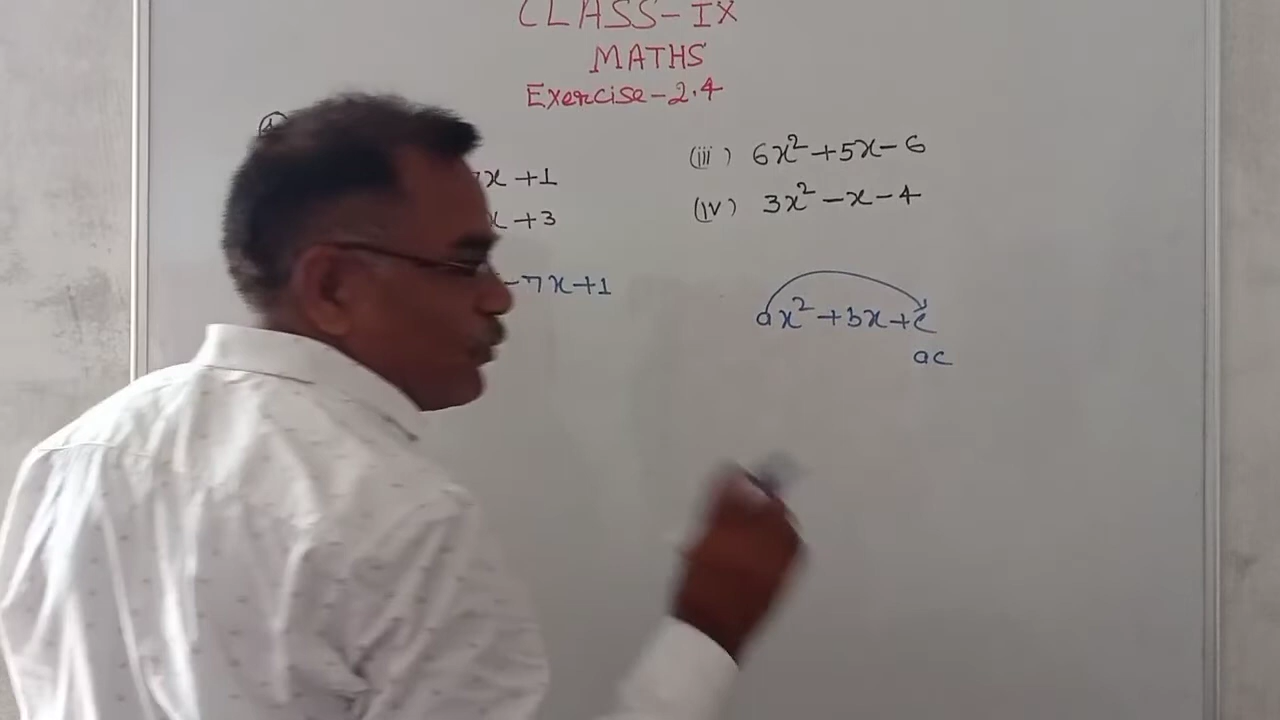 CLASS-IX
MATHS
Exercise-2.4
x +1
x +3
-7x+1
(iii) 6x²+5x-6
(iv) 3x²-x-4
ax²+bx+c
ac